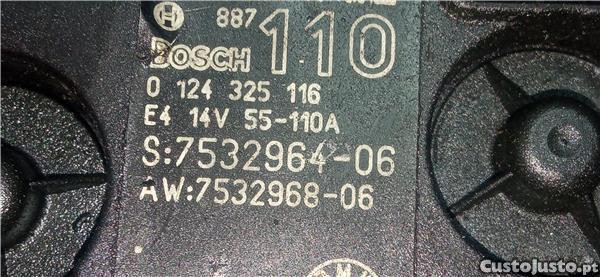 887
110
BOSCH
0 124 325 116
E4 14V 55-110A
S:7532964-06
AW:7532968-06
CustoJusto.pt